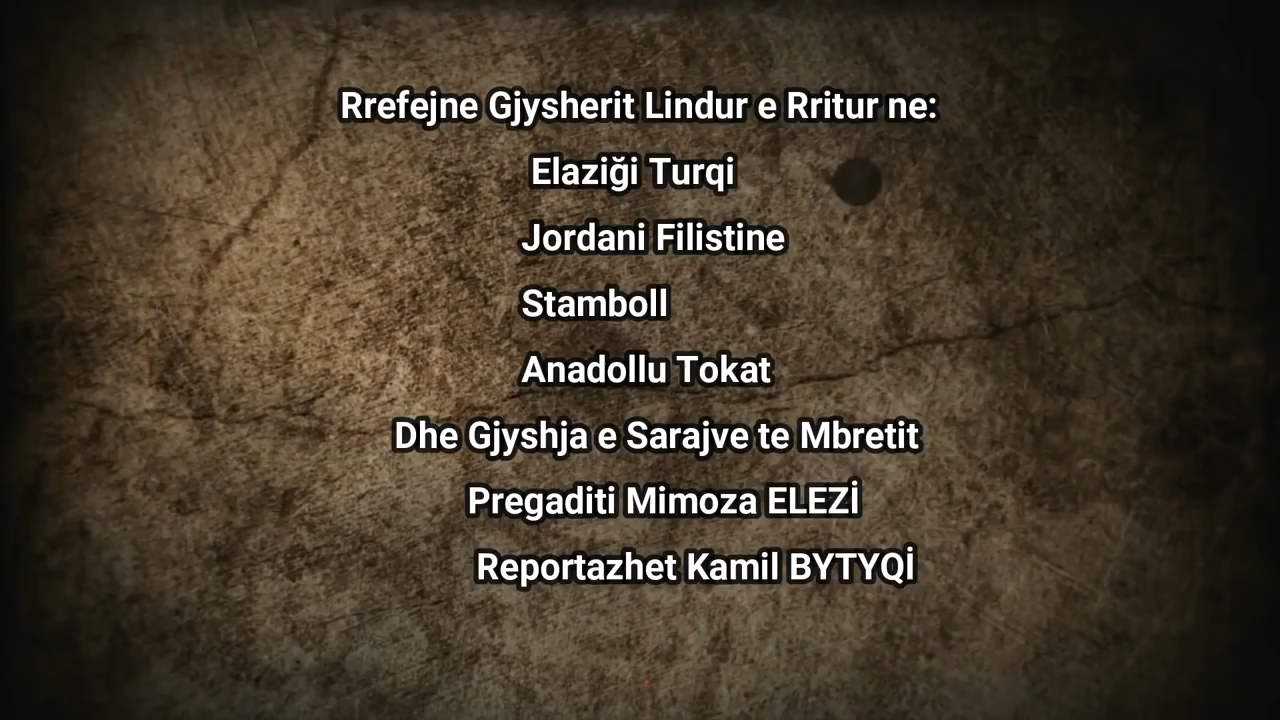 Rrefejne Gjysherit Lindur e Rritur ne:
Elaziği Turqi
Jordani Filistine
Stamboll
Anadollu Tokat
Dhe Gjyshja e Sarajve te Mbretit
Pregaditi Mimoza ELEZİ
Reportazhet Kamil BYTYQİ